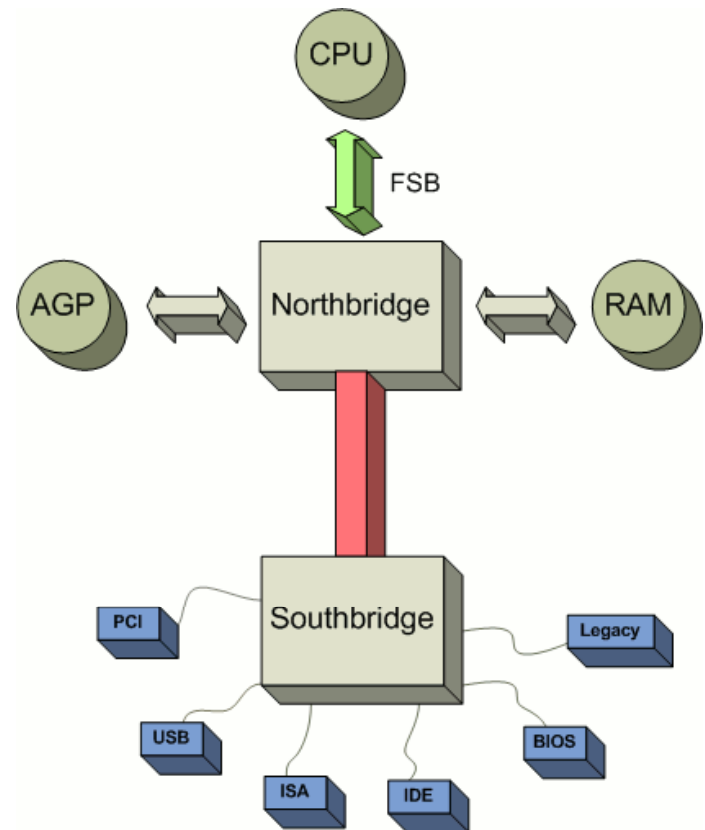 CPU
FSB
AGP
Northbridge
RAM
Southbridge
PCI
Legacy
USB
BIOS
ISA
IDE